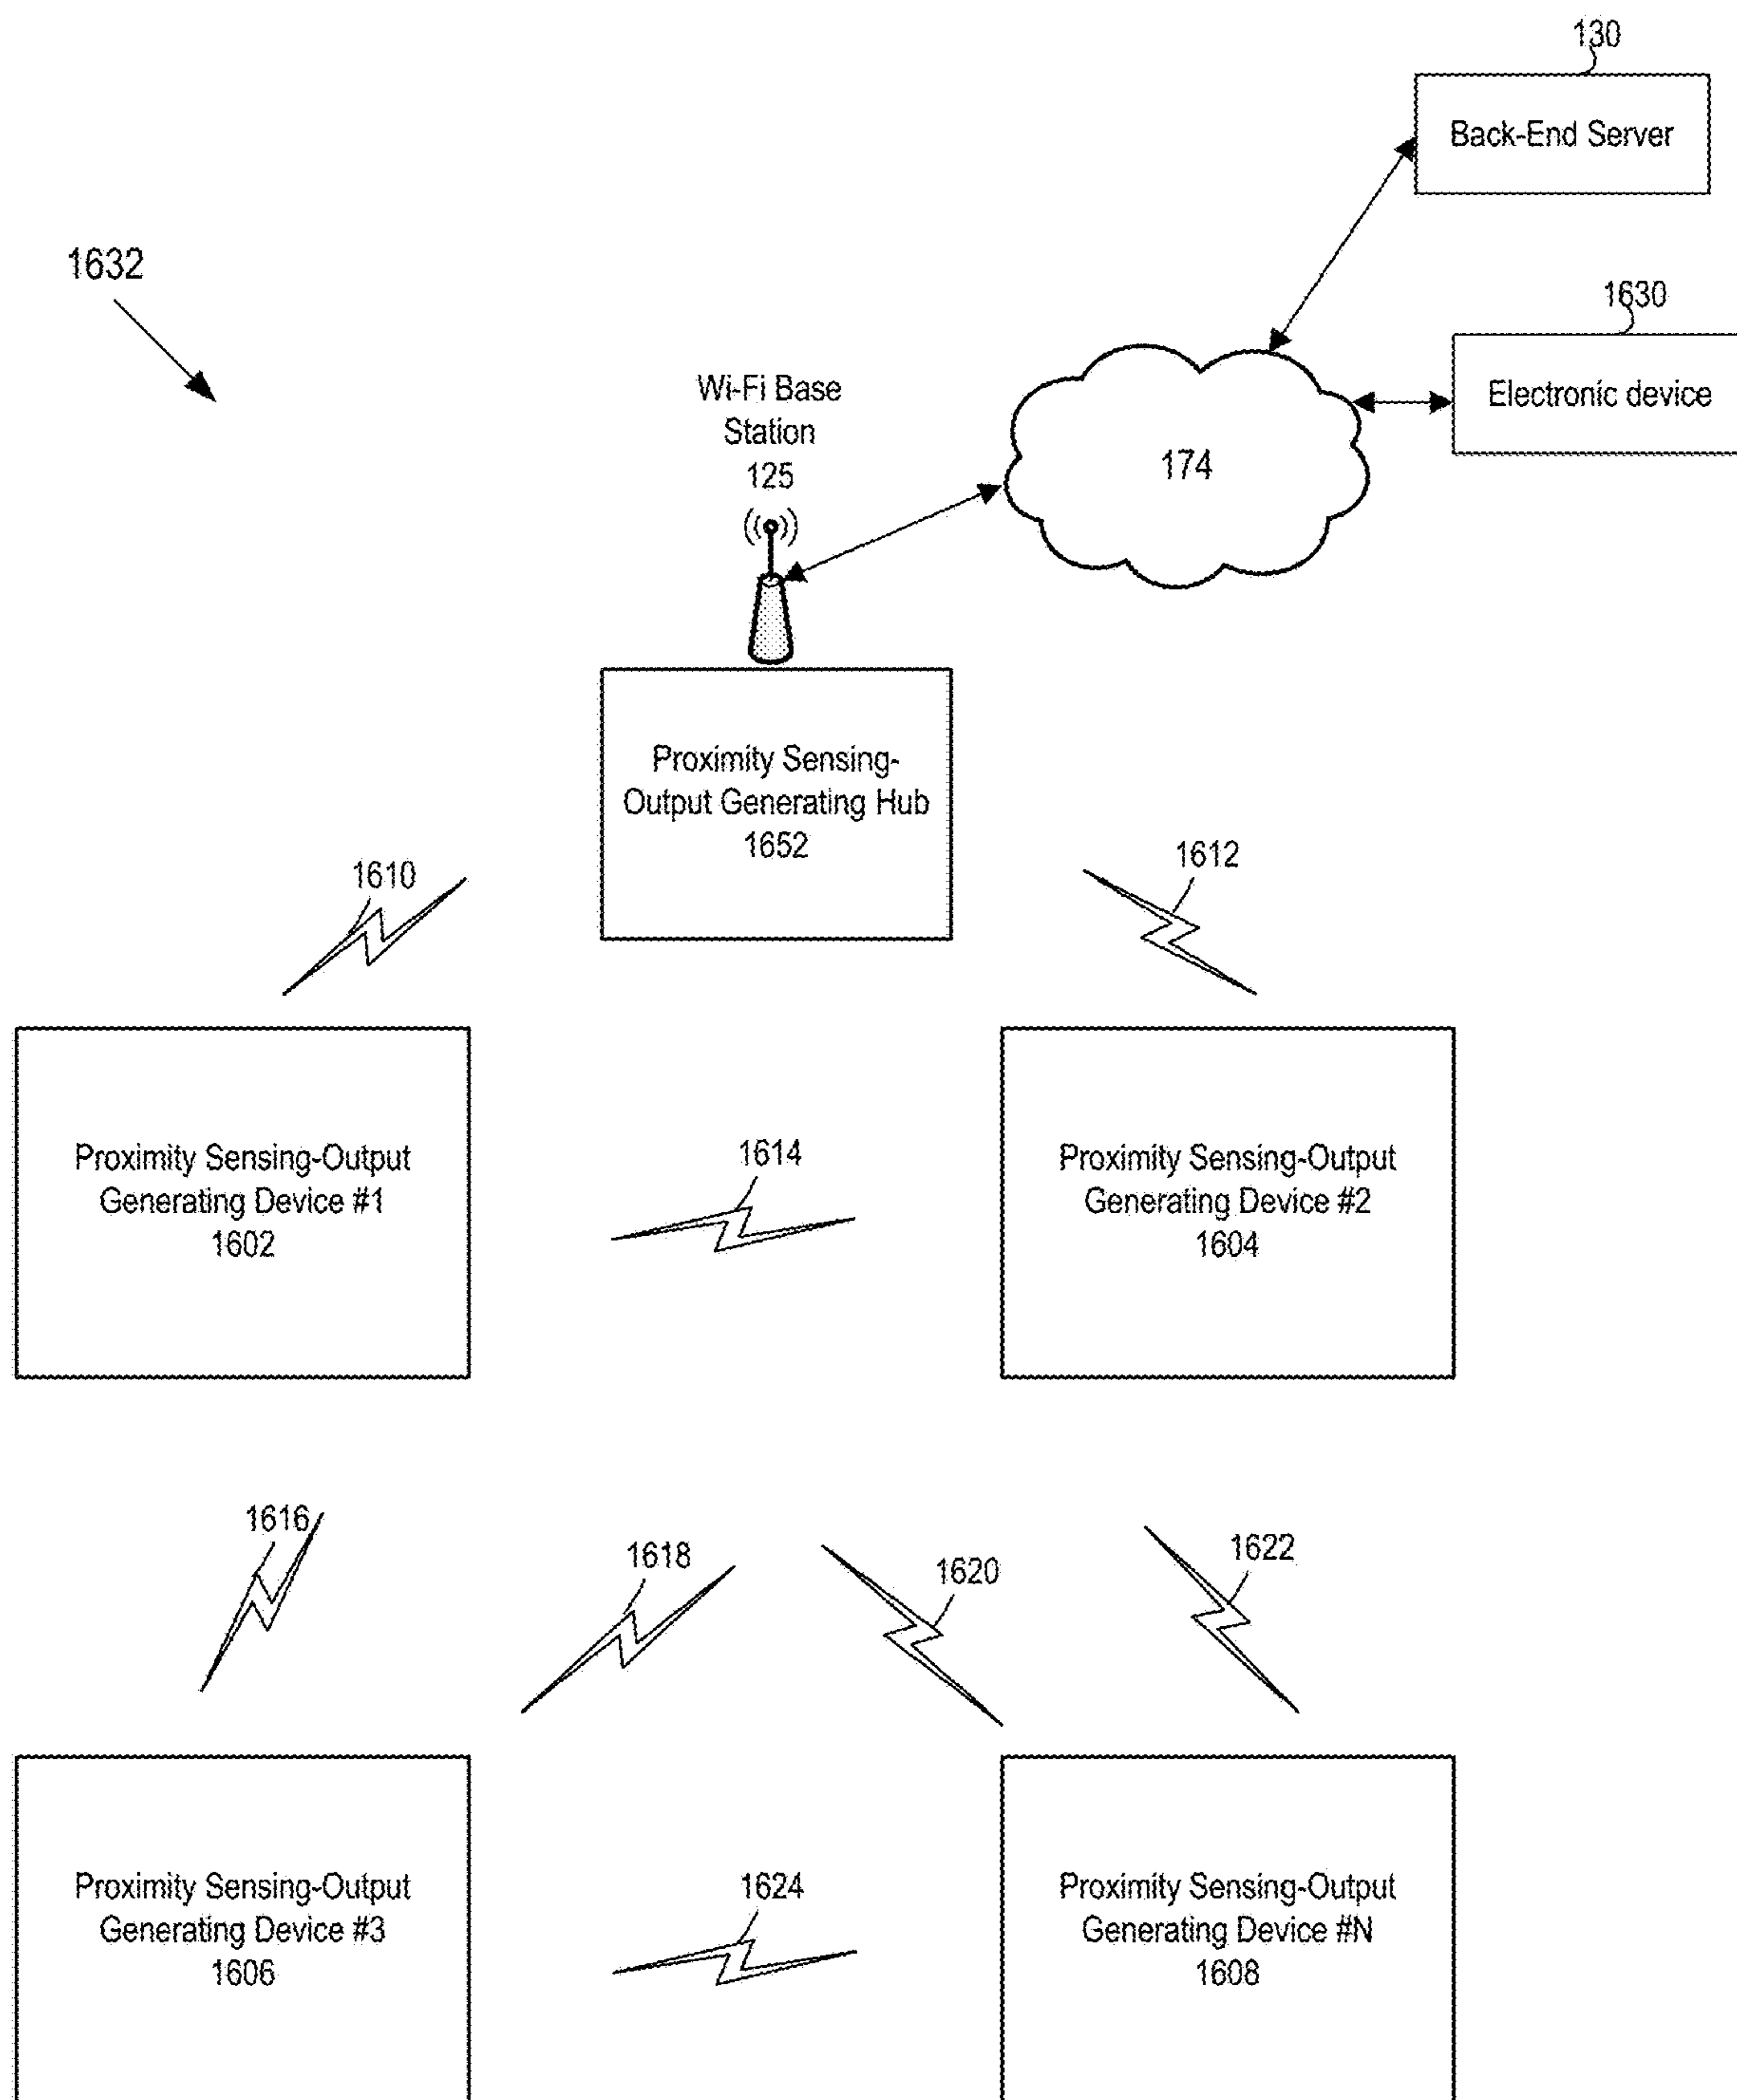 130
Back-End Server
1632
1630
Electronic device
Wi-Fi Base
Station
125
174
Proximity Sensing-
Output Generating Hub
1652
1610
1612
Proximity Sensing-Output
Generating Device #1
1602
1614
Proximity Sensing-Output
Generating Device #2
1604
1616
1618
1620
1622
Proximity Sensing-Output
Generating Device #3
1606
1624
Proximity Sensing-Output
Generating Device #N
1608